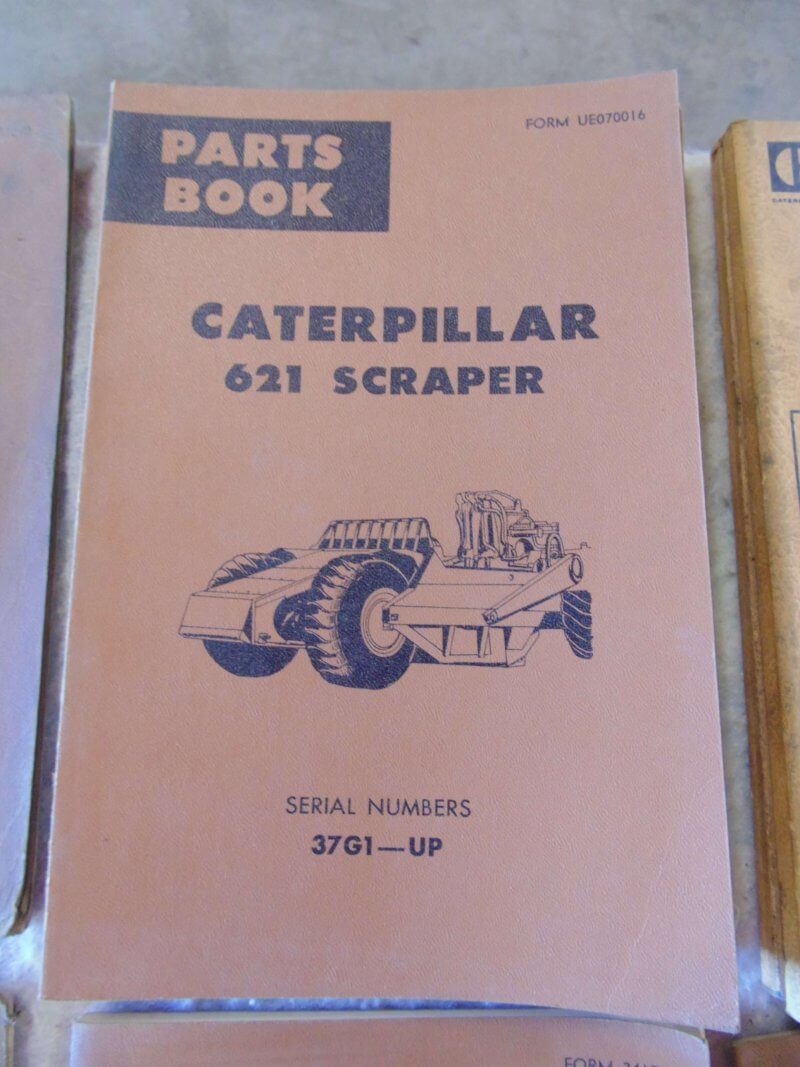 PARTS
BOOK
FORM UE070016
CATERPILLAR
621 SCRAPER
SERIAL NUMBERS
37G1—UP